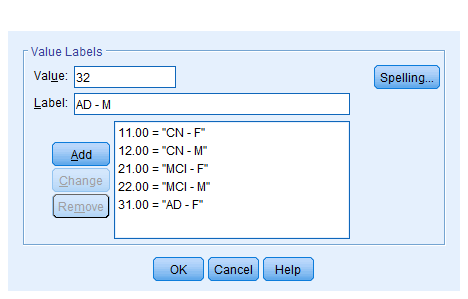 Value Labels
Value: 32
Spelling...
Label: AD - M
Add
Change
Remove
11.00 = "CN - F"
12.00 = "CN - M"
21.00 = "MCI - F"
22.00 = "MCI - M"
31.00 = "AD - F"
OK Cancel Help